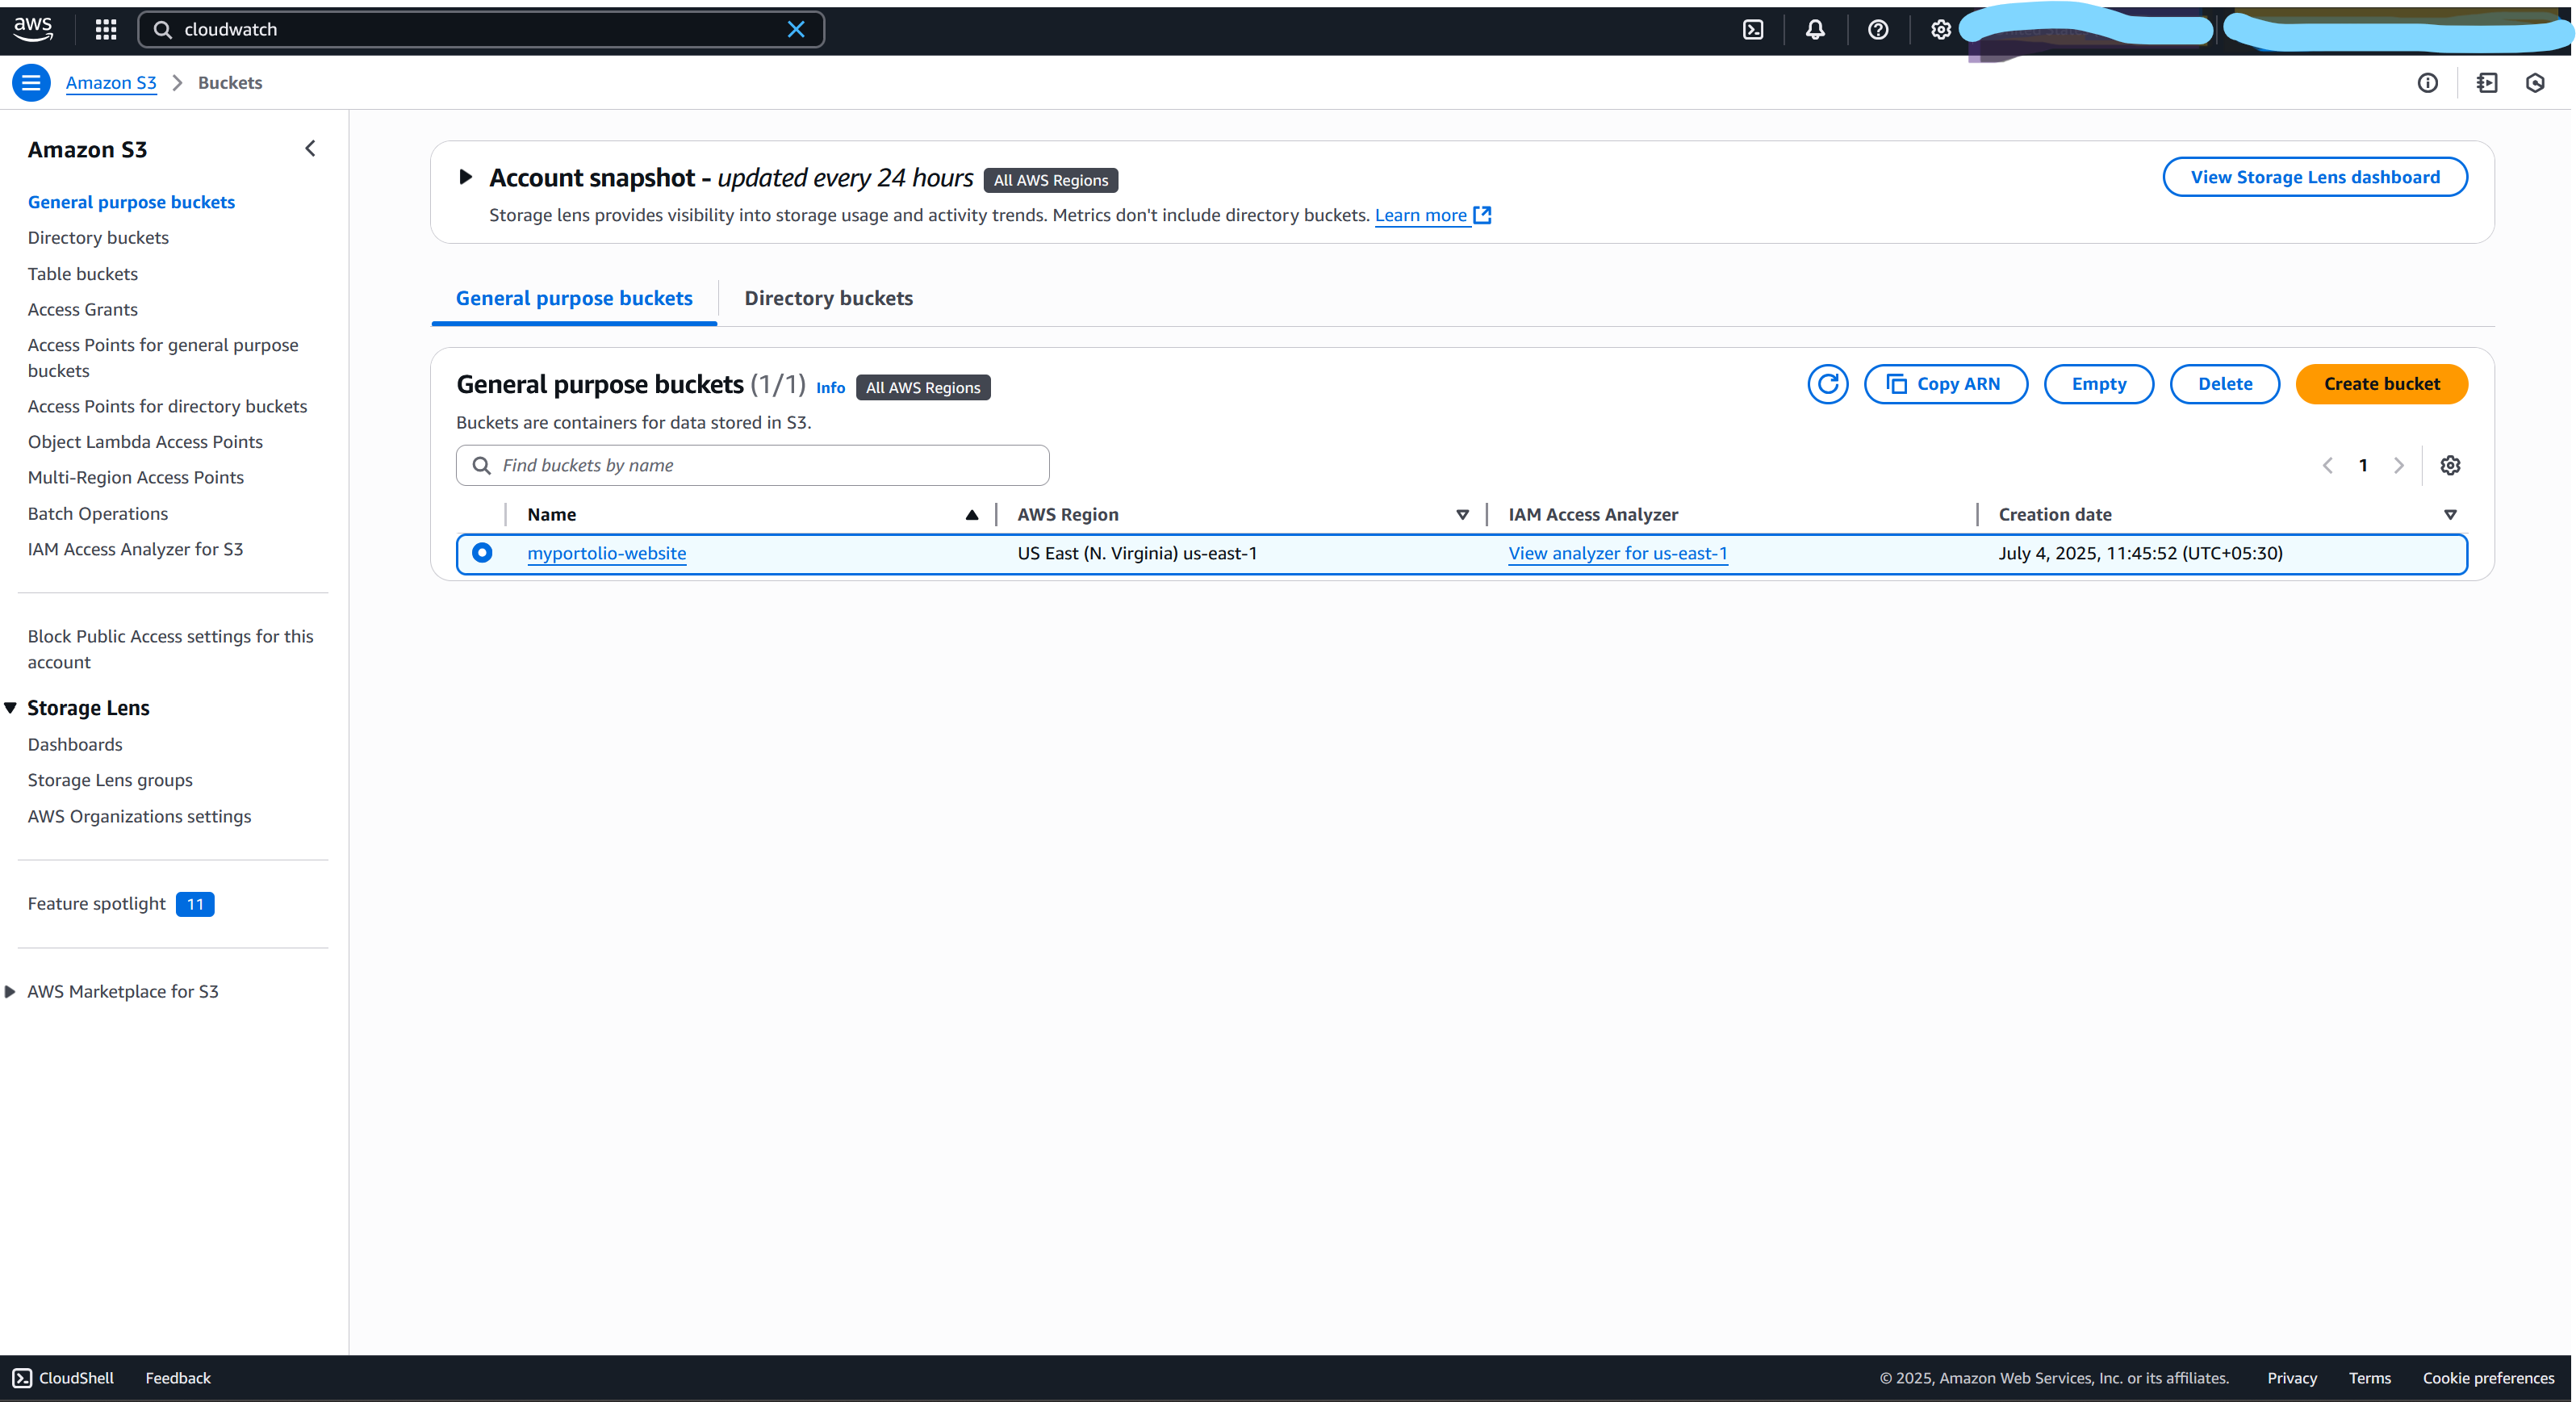 aws
cloudwatch
Amazon S3 > Buckets
Amazon S3
General purpose buckets
Directory buckets
Table buckets
Access Grants
Access Points for general purpose
buckets
Access Points for directory buckets
Object Lambda Access Points
Multi-Region Access Points
Batch Operations
IAM Access Analyzer for S3
Block Public Access settings for this
account
Storage Lens
Dashboards
Storage Lens groups
AWS Organizations settings
Feature spotlight 11
AWS Marketplace for S3
Account snapshot - updated every 24 hours All AWS Regions
View Storage Lens dashboard
Storage lens provides visibility into storage usage and activity trends. Metrics don't include directory buckets. Learn more
General purpose buckets Directory buckets
General purpose buckets (1/1) Info All AWS Regions
Copy ARN Empty Delete Create bucket
Buckets are containers for data stored in S3.
Find buckets by name
1
Name AWS Region IAM Access Analyzer Creation date
myportolio-website US East (N. Virginia) us-east-1 View analyzer for us-east-1 July 4, 2025, 11:45:52 (UTC+05:30)
CloudShell Feedback © 2025, Amazon Web Services, Inc. or its affiliates. Privacy Terms Cookie preferences